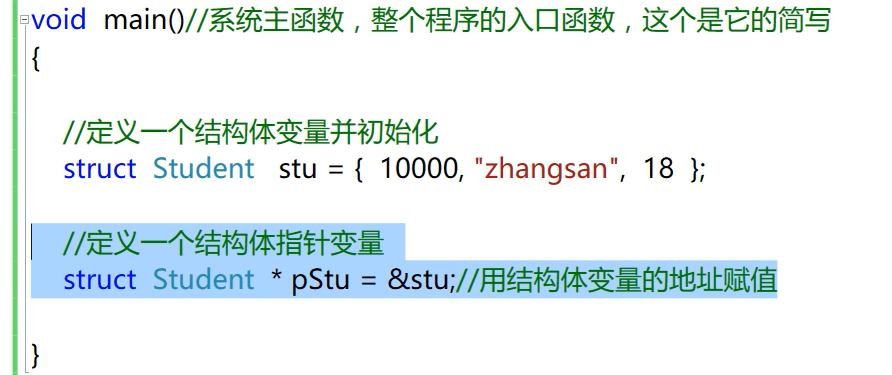 void main()//系统主函数，整个程序的入口函数，这个是它的简写
{
//定义一个结构体变量并初始化
struct Student stu = { 10000, "zhangsan", 18 };
//定义一个结构体指针变量
struct Student * pStu = &stu;//用结构体变量的地址赋值
}